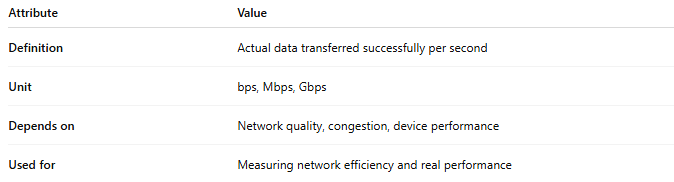 Attribute Value
Definition Actual data transferred successfully per second
Unit bps, Mbps, Gbps
Depends on Network quality, congestion, device performance
Used for Measuring network efficiency and real performance